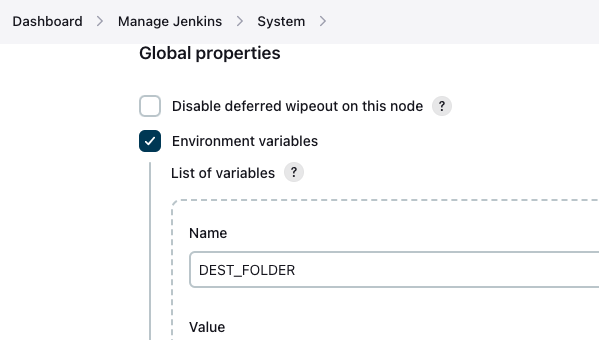 Dashboard > Manage Jenkins > System >
Global properties
Disable deferred wipeout on this node ?
Environment variables
List of variables ?
Name
DEST_FOLDER
Value